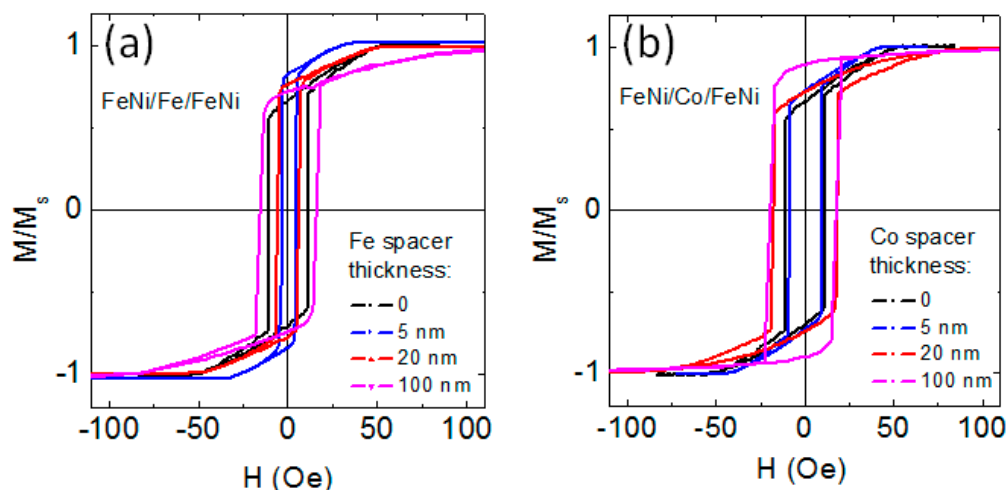 (a)
FeNi/Fe/FeNi
Fe spacer
thickness:
0
5 nm
20 nm
100 nm
1
0
-1
M/Ms
-100 -50 0 50 100
H (Oe)
(b)
FeNi/Co/FeNi
Co spacer
thickness:
0
5 nm
20 nm
100 nm
1
0
-1
M/Ms
-100 -50 0 50 100
H (Oe)